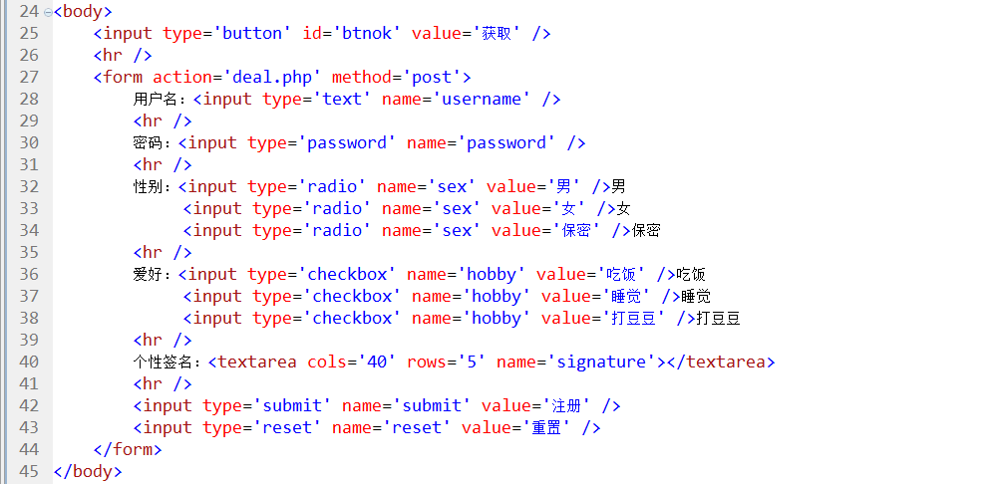 24 <body>
25     <input type='button' id='btnok' value='获取' />
26     <hr />
27     <form action='deal.php' method='post'>
28         用户名：<input type='text' name='username' />
29         <hr />
30         密码：<input type='password' name='password' />
31         <hr />
32         性别：<input type='radio' name='sex' value='男' />男
33              <input type='radio' name='sex' value='女' />女
34              <input type='radio' name='sex' value='保密' />保密
35         <hr />
36         爱好：<input type='checkbox' name='hobby' value='吃饭' />吃饭
37              <input type='checkbox' name='hobby' value='睡觉' />睡觉
38              <input type='checkbox' name='hobby' value='打豆豆' />打豆豆
39         <hr />
40         个性签名：<textarea cols='40' rows='5' name='signature'></textarea>
41         <hr />
42         <input type='submit' name='submit' value='注册' />
43         <input type='reset' name='reset' value='重置' />
44     </form>
45 </body>